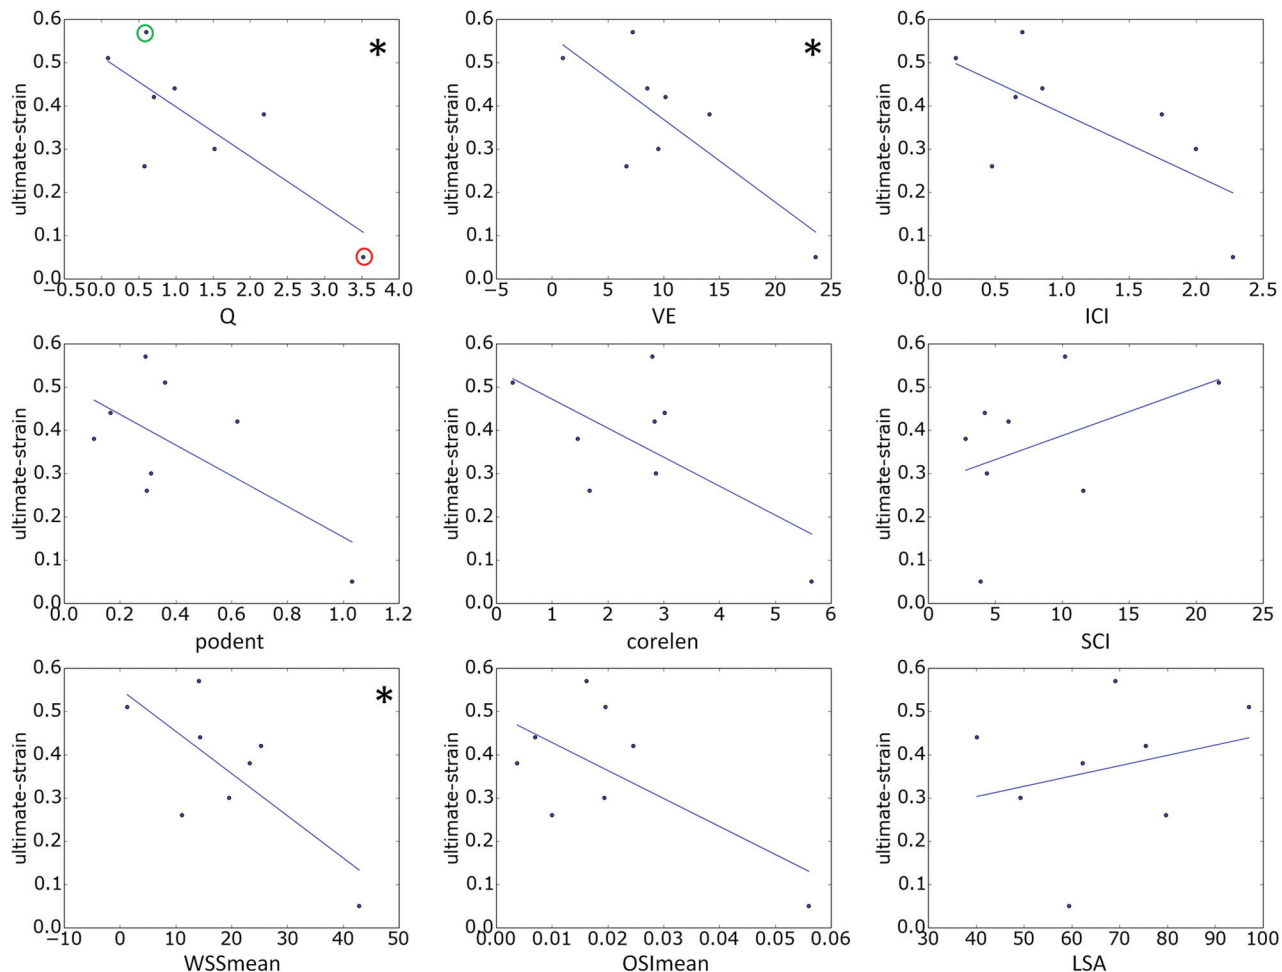 0.6
0.5
0.4
0.3
0.2
0.1
0.0
ultimate-strain
*
−0.5 0.0 0.5 1.0 1.5 2.0 2.5 3.0 3.5 4.0
Q
0.6
0.5
0.4
0.3
0.2
0.1
0.0
ultimate-strain
*
−5 0 5 10 15 20 25
VE
0.6
0.5
0.4
0.3
0.2
0.1
0.0
ultimate-strain
0.0 0.5 1.0 1.5 2.0 2.5
ICI
0.6
0.5
0.4
0.3
0.2
0.1
0.0
ultimate-strain
0.0 0.2 0.4 0.6 0.8 1.0 1.2
podent
0.6
0.5
0.4
0.3
0.2
0.1
0.0
ultimate-strain
0 1 2 3 4 5 6
corelen
0.6
0.5
0.4
0.3
0.2
0.1
0.0
ultimate-strain
0 5 10 15 20 25
SCI
0.6
0.5
0.4
0.3
0.2
0.1
0.0
ultimate-strain
*
−10 0 10 20 30 40 50
WSSmean
0.6
0.5
0.4
0.3
0.2
0.1
0.0
ultimate-strain
0.00 0.01 0.02 0.03 0.04 0.05 0.06
OSImean
0.6
0.5
0.4
0.3
0.2
0.1
0.0
ultimate-strain
30 40 50 60 70 80 90 100
LSA